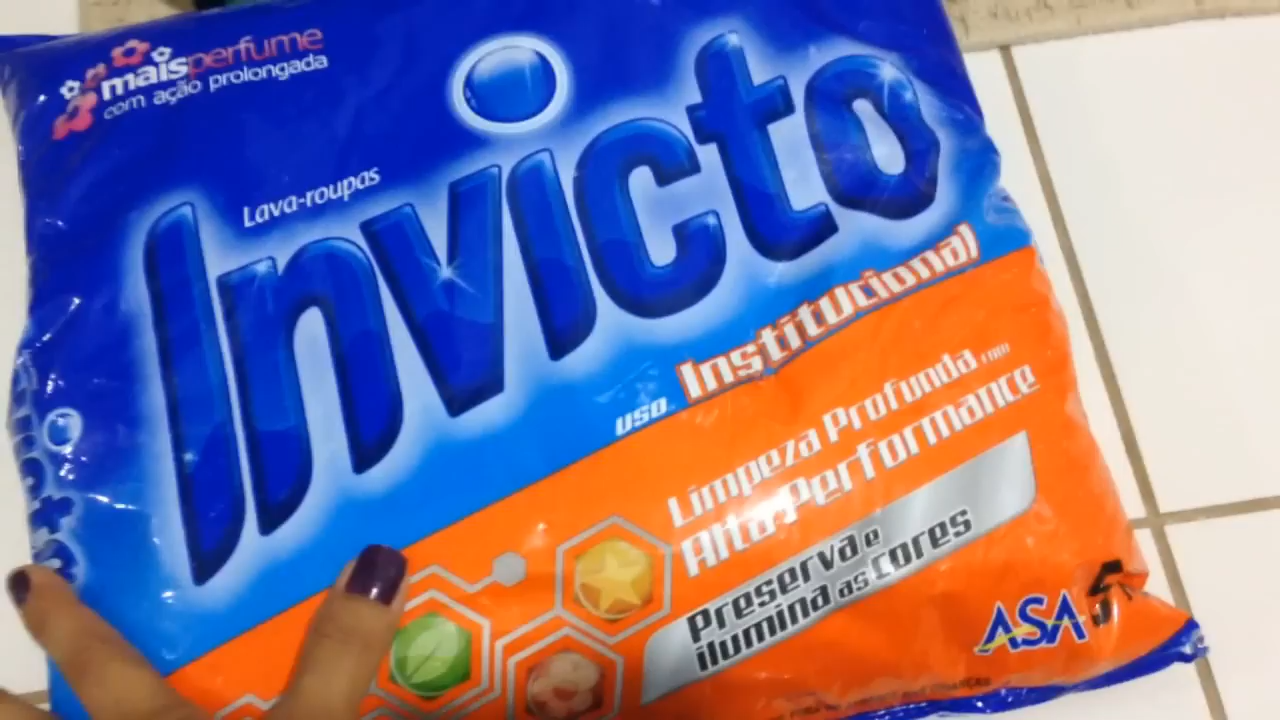 maisperfume
com ação prolongada
Lava-roupas
Invicto
uso Institucional
Limpeza Profunda com
Alta Performance
Preserva e
ilumina as cores
ASA
Invicto